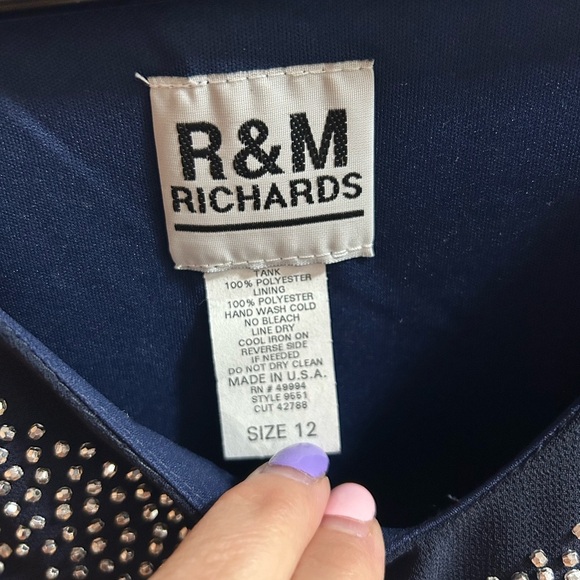 R&M
RICHARDS
TANK
100% POLYESTER
LINING
100% POLYESTER
HAND WASH COLD
NO BLEACH
LINE DRY
COOL IRON ON
REVERSE SIDE
IF NEEDED
DO NOT DRY CLEAN
MADE IN U.S.A.
RN # 49994
STYLE 9551
CUT 42788
SIZE 12